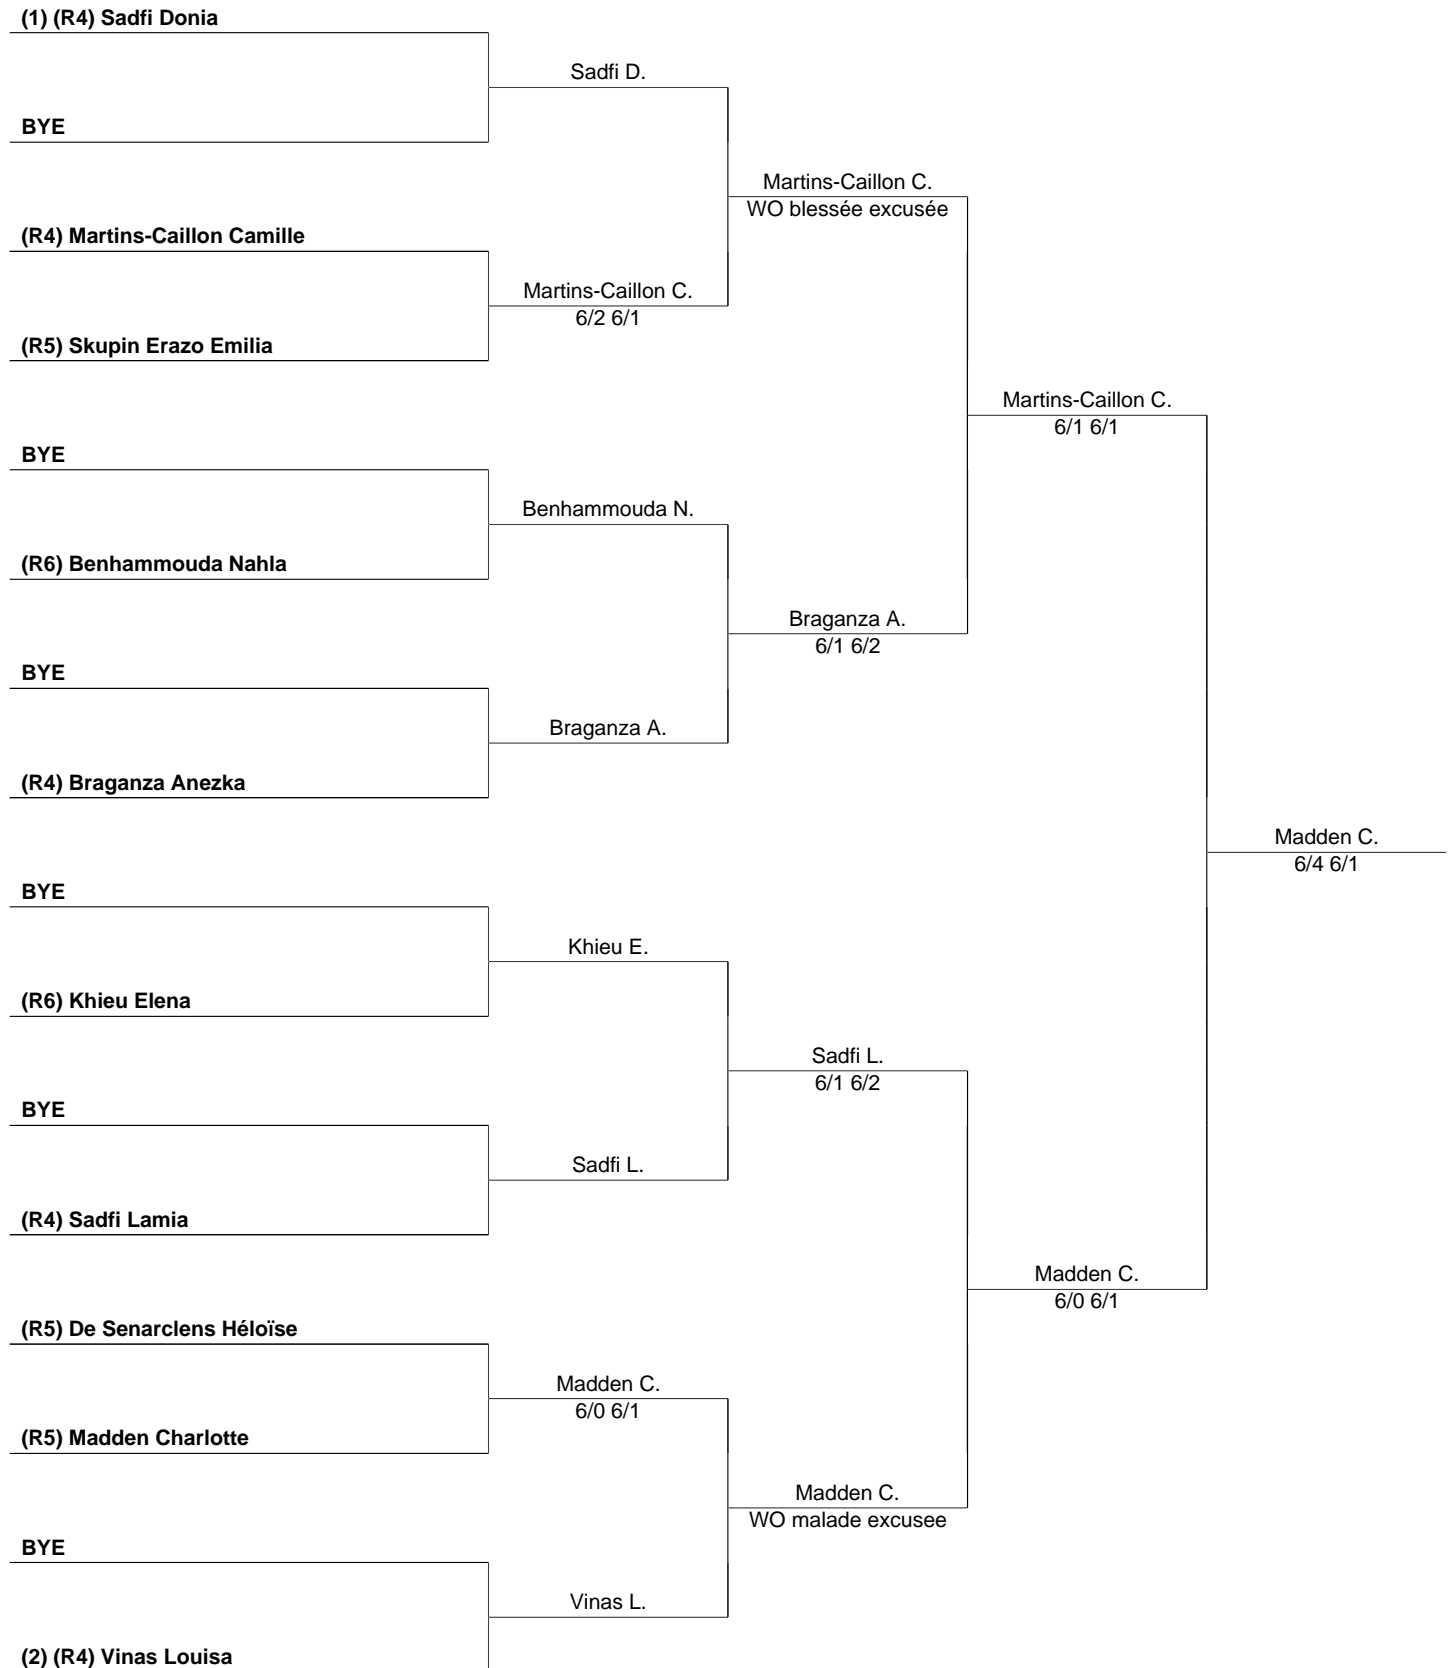 (1) (R4) Sadfi Donia
Sadfi D.
BYE
Martins-Caillon C.
WO blessée excusée
(R4) Martins-Caillon Camille
Martins-Caillon C.
6/2 6/1
(R5) Skupin Erazo Emilia
Martins-Caillon C.
6/1 6/1
BYE
Benhammouda N.
(R6) Benhammouda Nahla
Braganza A.
6/1 6/2
BYE
Braganza A.
(R4) Braganza Anezka
Madden C.
6/4 6/1
BYE
Khieu E.
(R6) Khieu Elena
Sadfi L.
6/1 6/2
BYE
Sadfi L.
(R4) Sadfi Lamia
Madden C.
6/0 6/1
(R5) De Senarclens Héloïse
Madden C.
6/0 6/1
(R5) Madden Charlotte
Madden C.
WO malade excusee
BYE
Vinas L.
(2) (R4) Vinas Louisa